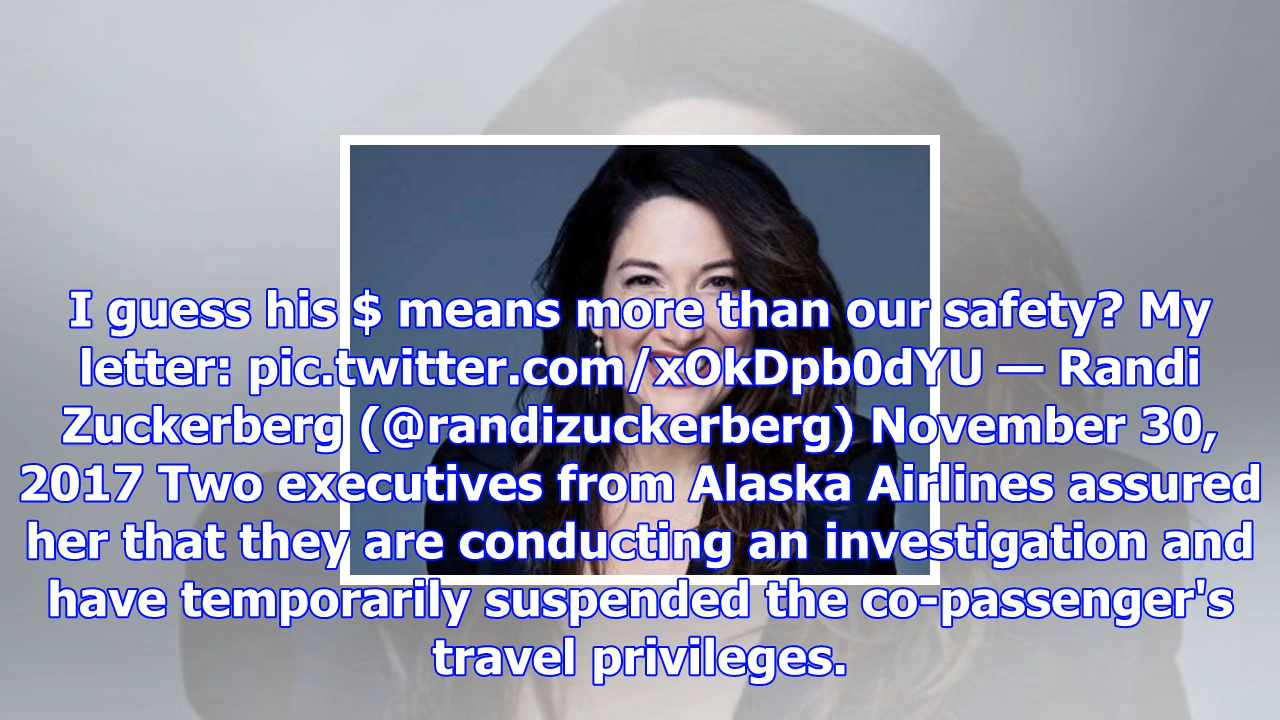 I guess his $ means more than our safety? My
letter: pic.twitter.com/xOkDpb0dYU — Randi
Zuckerberg (@randizuckerberg) November 30,
2017 Two executives from Alaska Airlines assured
her that they are conducting an investigation and
have temporarily suspended the co-passenger's
travel privileges.